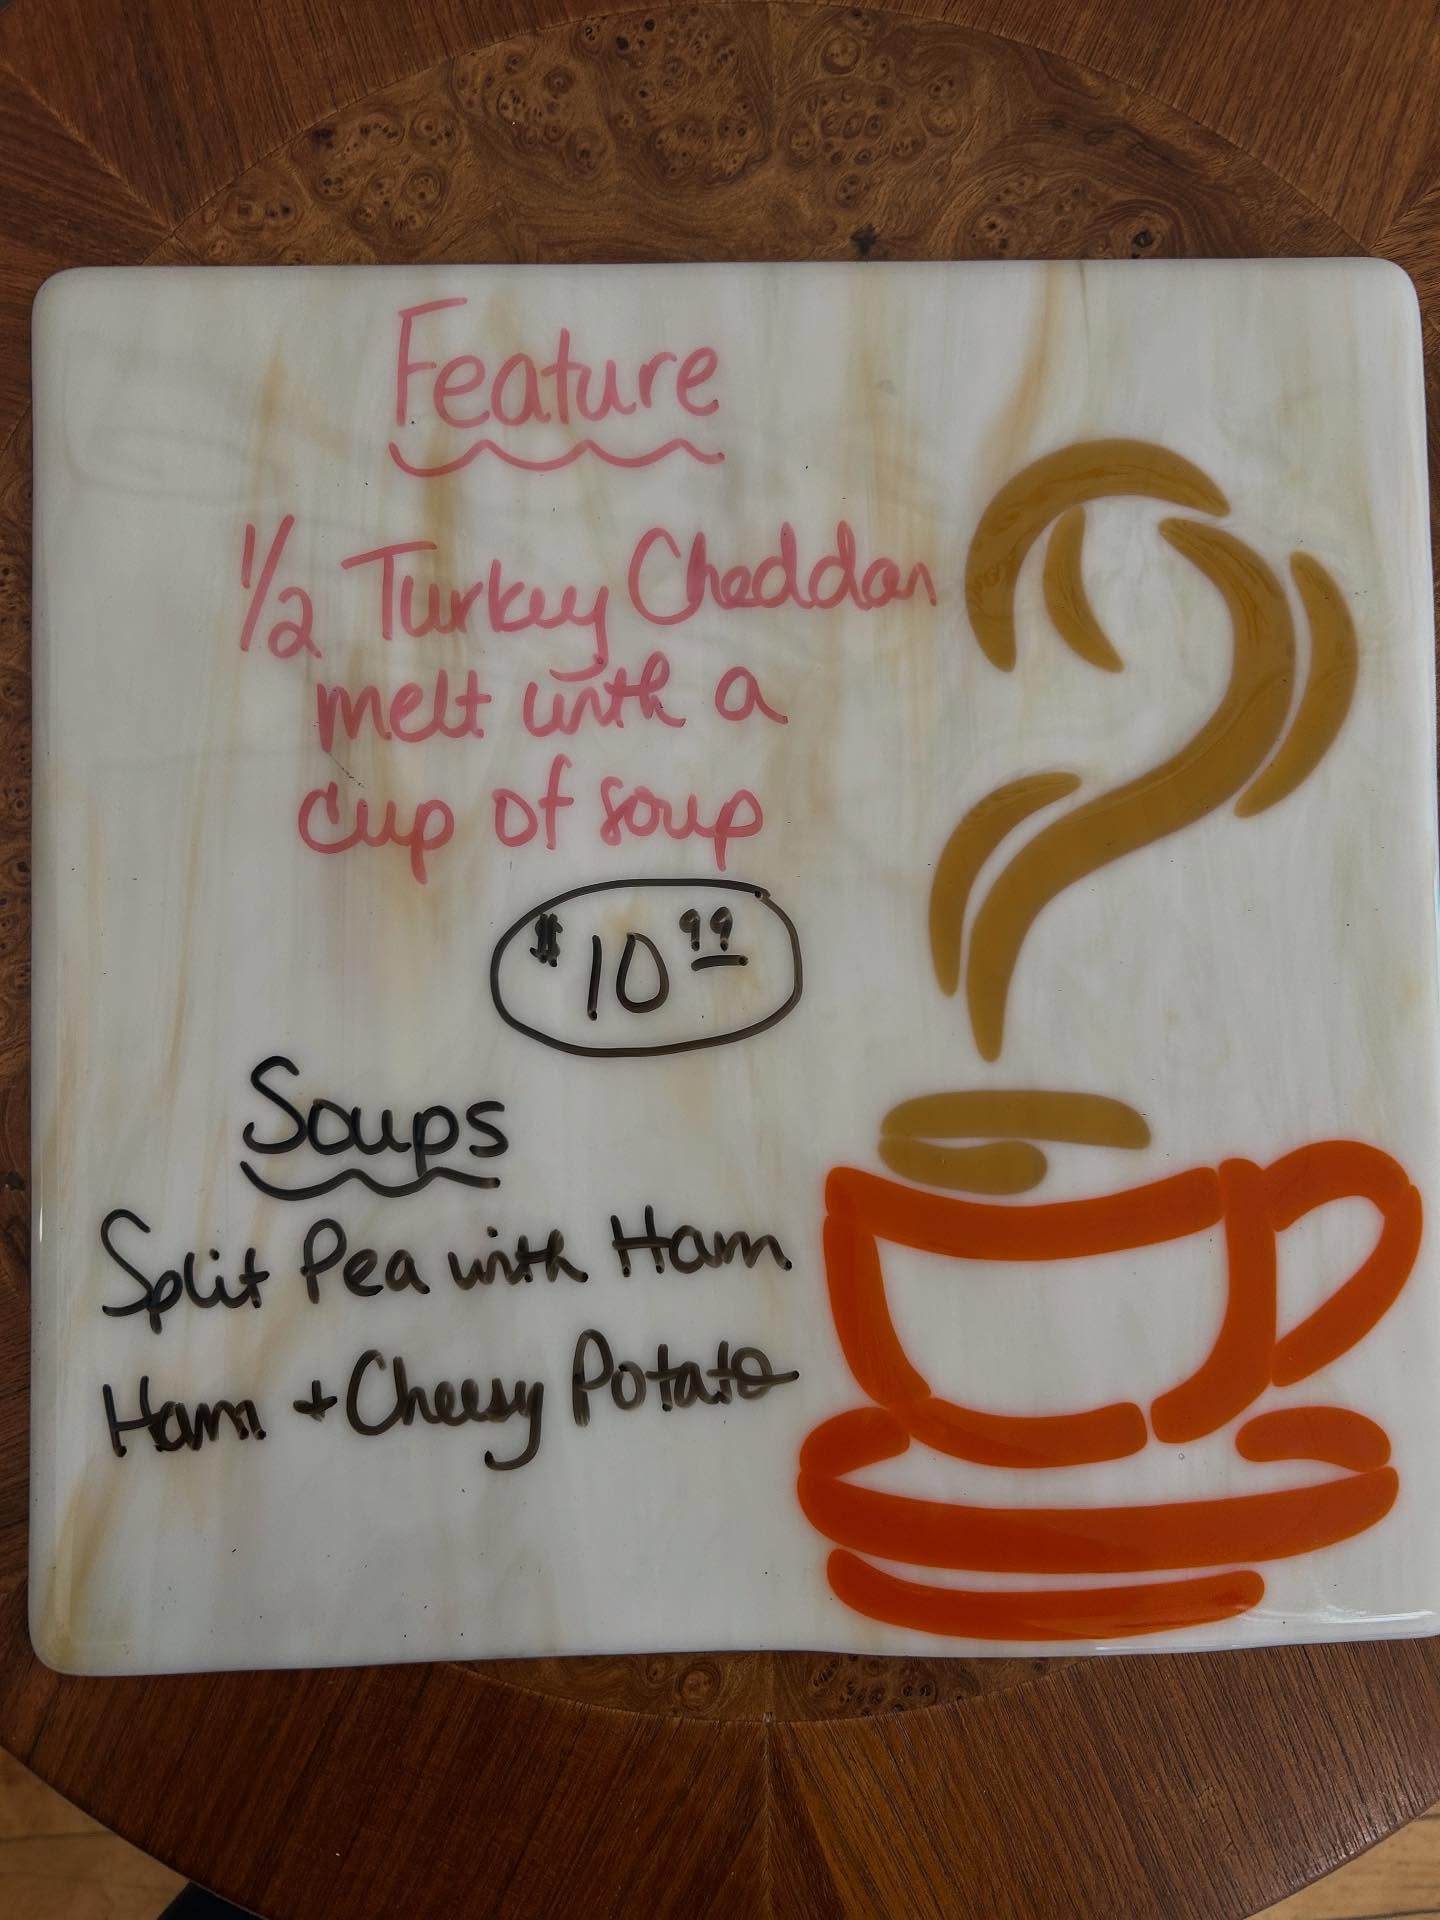 Feature
1/2 Turkey Cheddar
melt with a
cup of soup
$10.99
Soups
Split Pea with Ham
Ham + Cheesy Potato